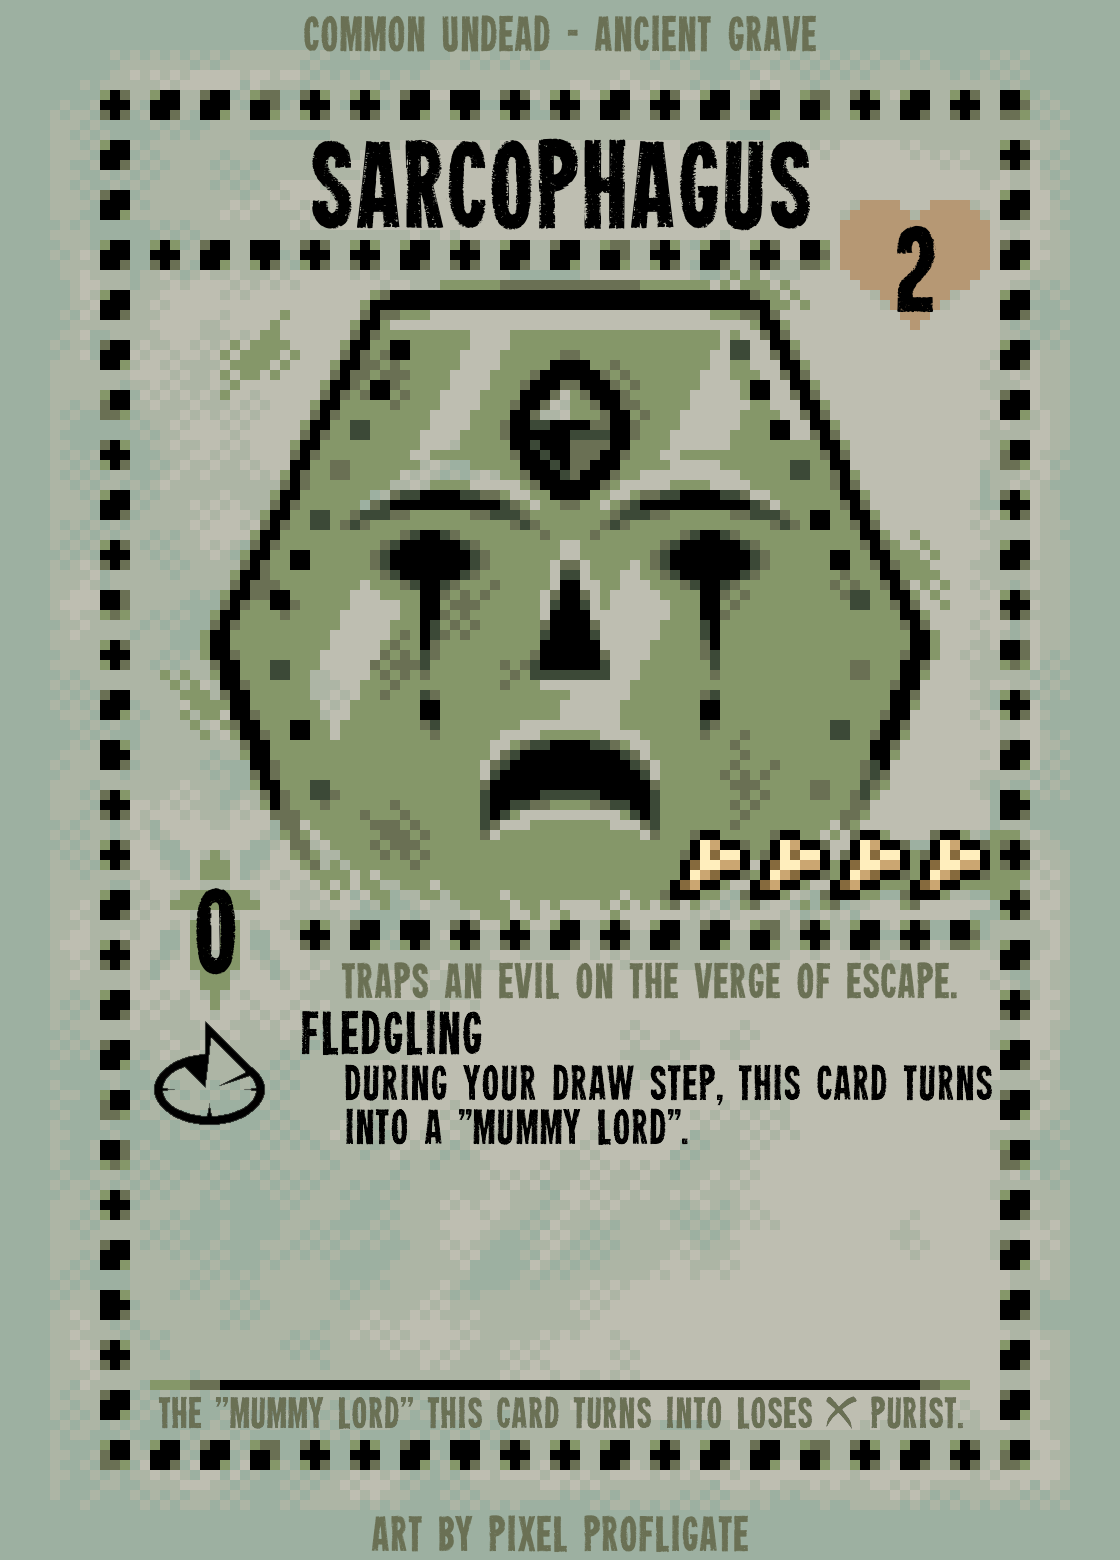 COMMON UNDEAD - ANCIENT GRAVE
SARCOPHAGUS
2
0
TRAPS AN EVIL ON THE VERGE OF ESCAPE.
FLEDGLING
DURING YOUR DRAW STEP, THIS CARD TURNS
INTO A "MUMMY LORD".
THE "MUMMY LORD" THIS CARD TURNS INTO LOSES PURIST.
ART BY PIXEL PROFLIGATE